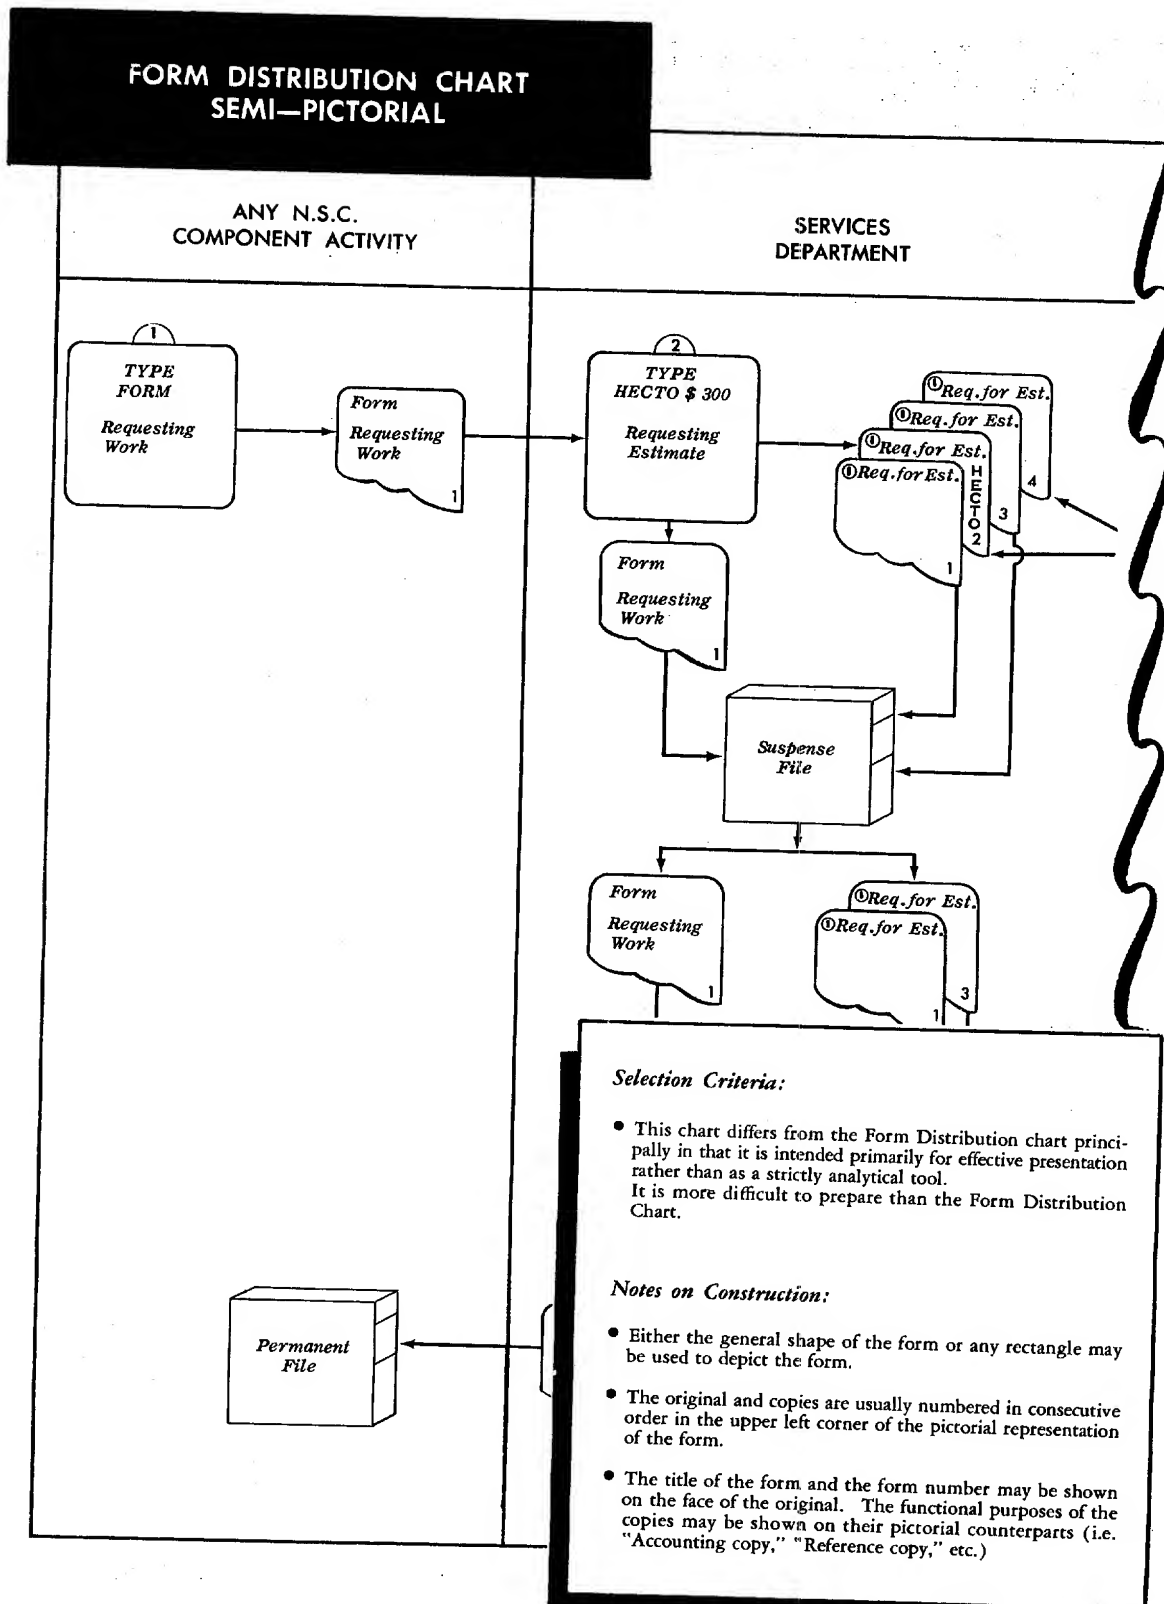 FORM DISTRIBUTION CHART
SEMI—PICTORIAL
ANY N.S.C.
COMPONENT ACTIVITY
SERVICES
DEPARTMENT
1
TYPE
FORM
Requesting
Work
Form
Requesting
Work
1
2
TYPE
HECTO $ 300
Requesting
Estimate
Req.for Est.
4
Req.for Est.
3
Req.for Est.
HECTO
2
Req.for Est.
1
Form
Requesting
Work
1
Suspense
File
Form
Requesting
Work
1
Req.for Est.
3
Req.for Est.
1
Permanent
File
Selection Criteria:
• This chart differs from the Form Distribution chart princi-
pally in that it is intended primarily for effective presentation
rather than as a strictly analytical tool.
It is more difficult to prepare than the Form Distribution
Chart.
Notes on Construction:
• Either the general shape of the form or any rectangle may
be used to depict the form.
• The original and copies are usually numbered in consecutive
order in the upper left corner of the pictorial representation
of the form.
• The title of the form and the form number may be shown
on the face of the original. The functional purposes of the
copies may be shown on their pictorial counterparts (i.e.
"Accounting copy," "Reference copy," etc.)